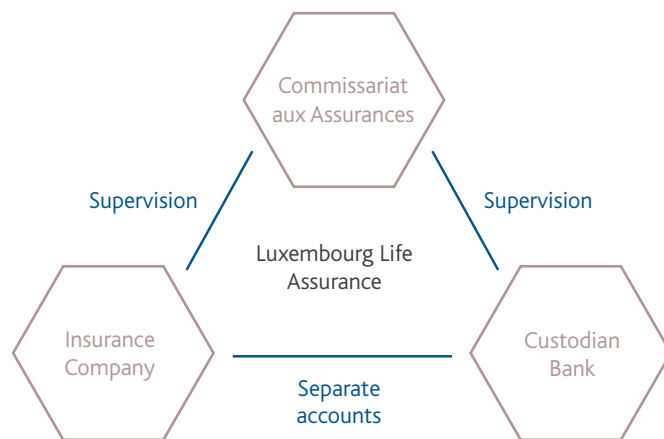 Commissariat
aux Assurances
Supervision
Supervision
Luxembourg Life
Assurance
Insurance
Company
Custodian
Bank
Separate
accounts